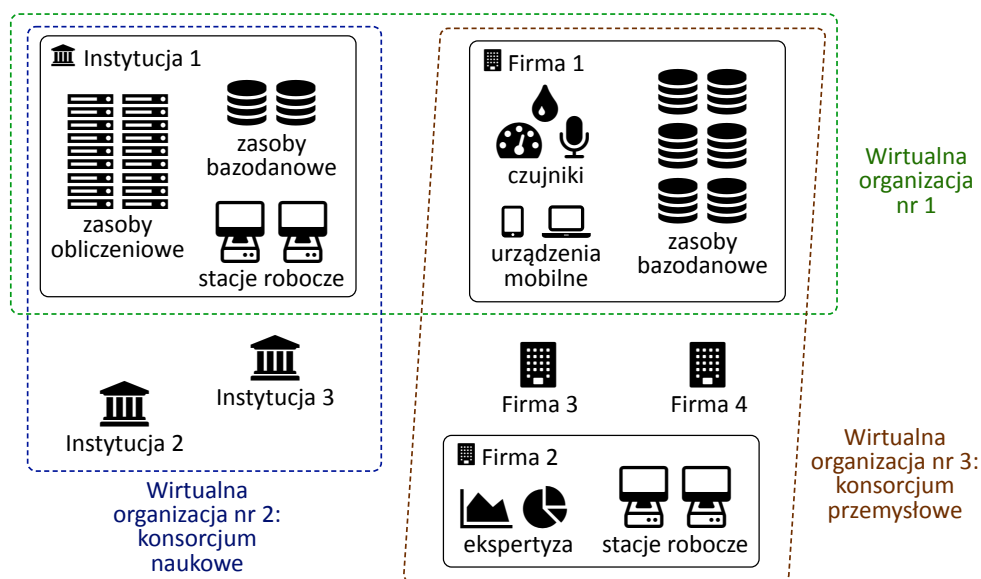 Instytucja 1
zasoby
bazodanowe
zasoby
obliczeniowe
stacje robocze
Firma 1
czujniki
urządzenia
mobilne
zasoby
bazodanowe
Wirtualna
organizacja
nr 1
Instytucja 2
Instytucja 3
Wirtualna
organizacja nr 2:
konsorcjum
naukowe
Firma 3
Firma 4
Firma 2
ekspertyza
stacje robocze
Wirtualna
organizacja nr 3:
konsorcjum
przemysłowe